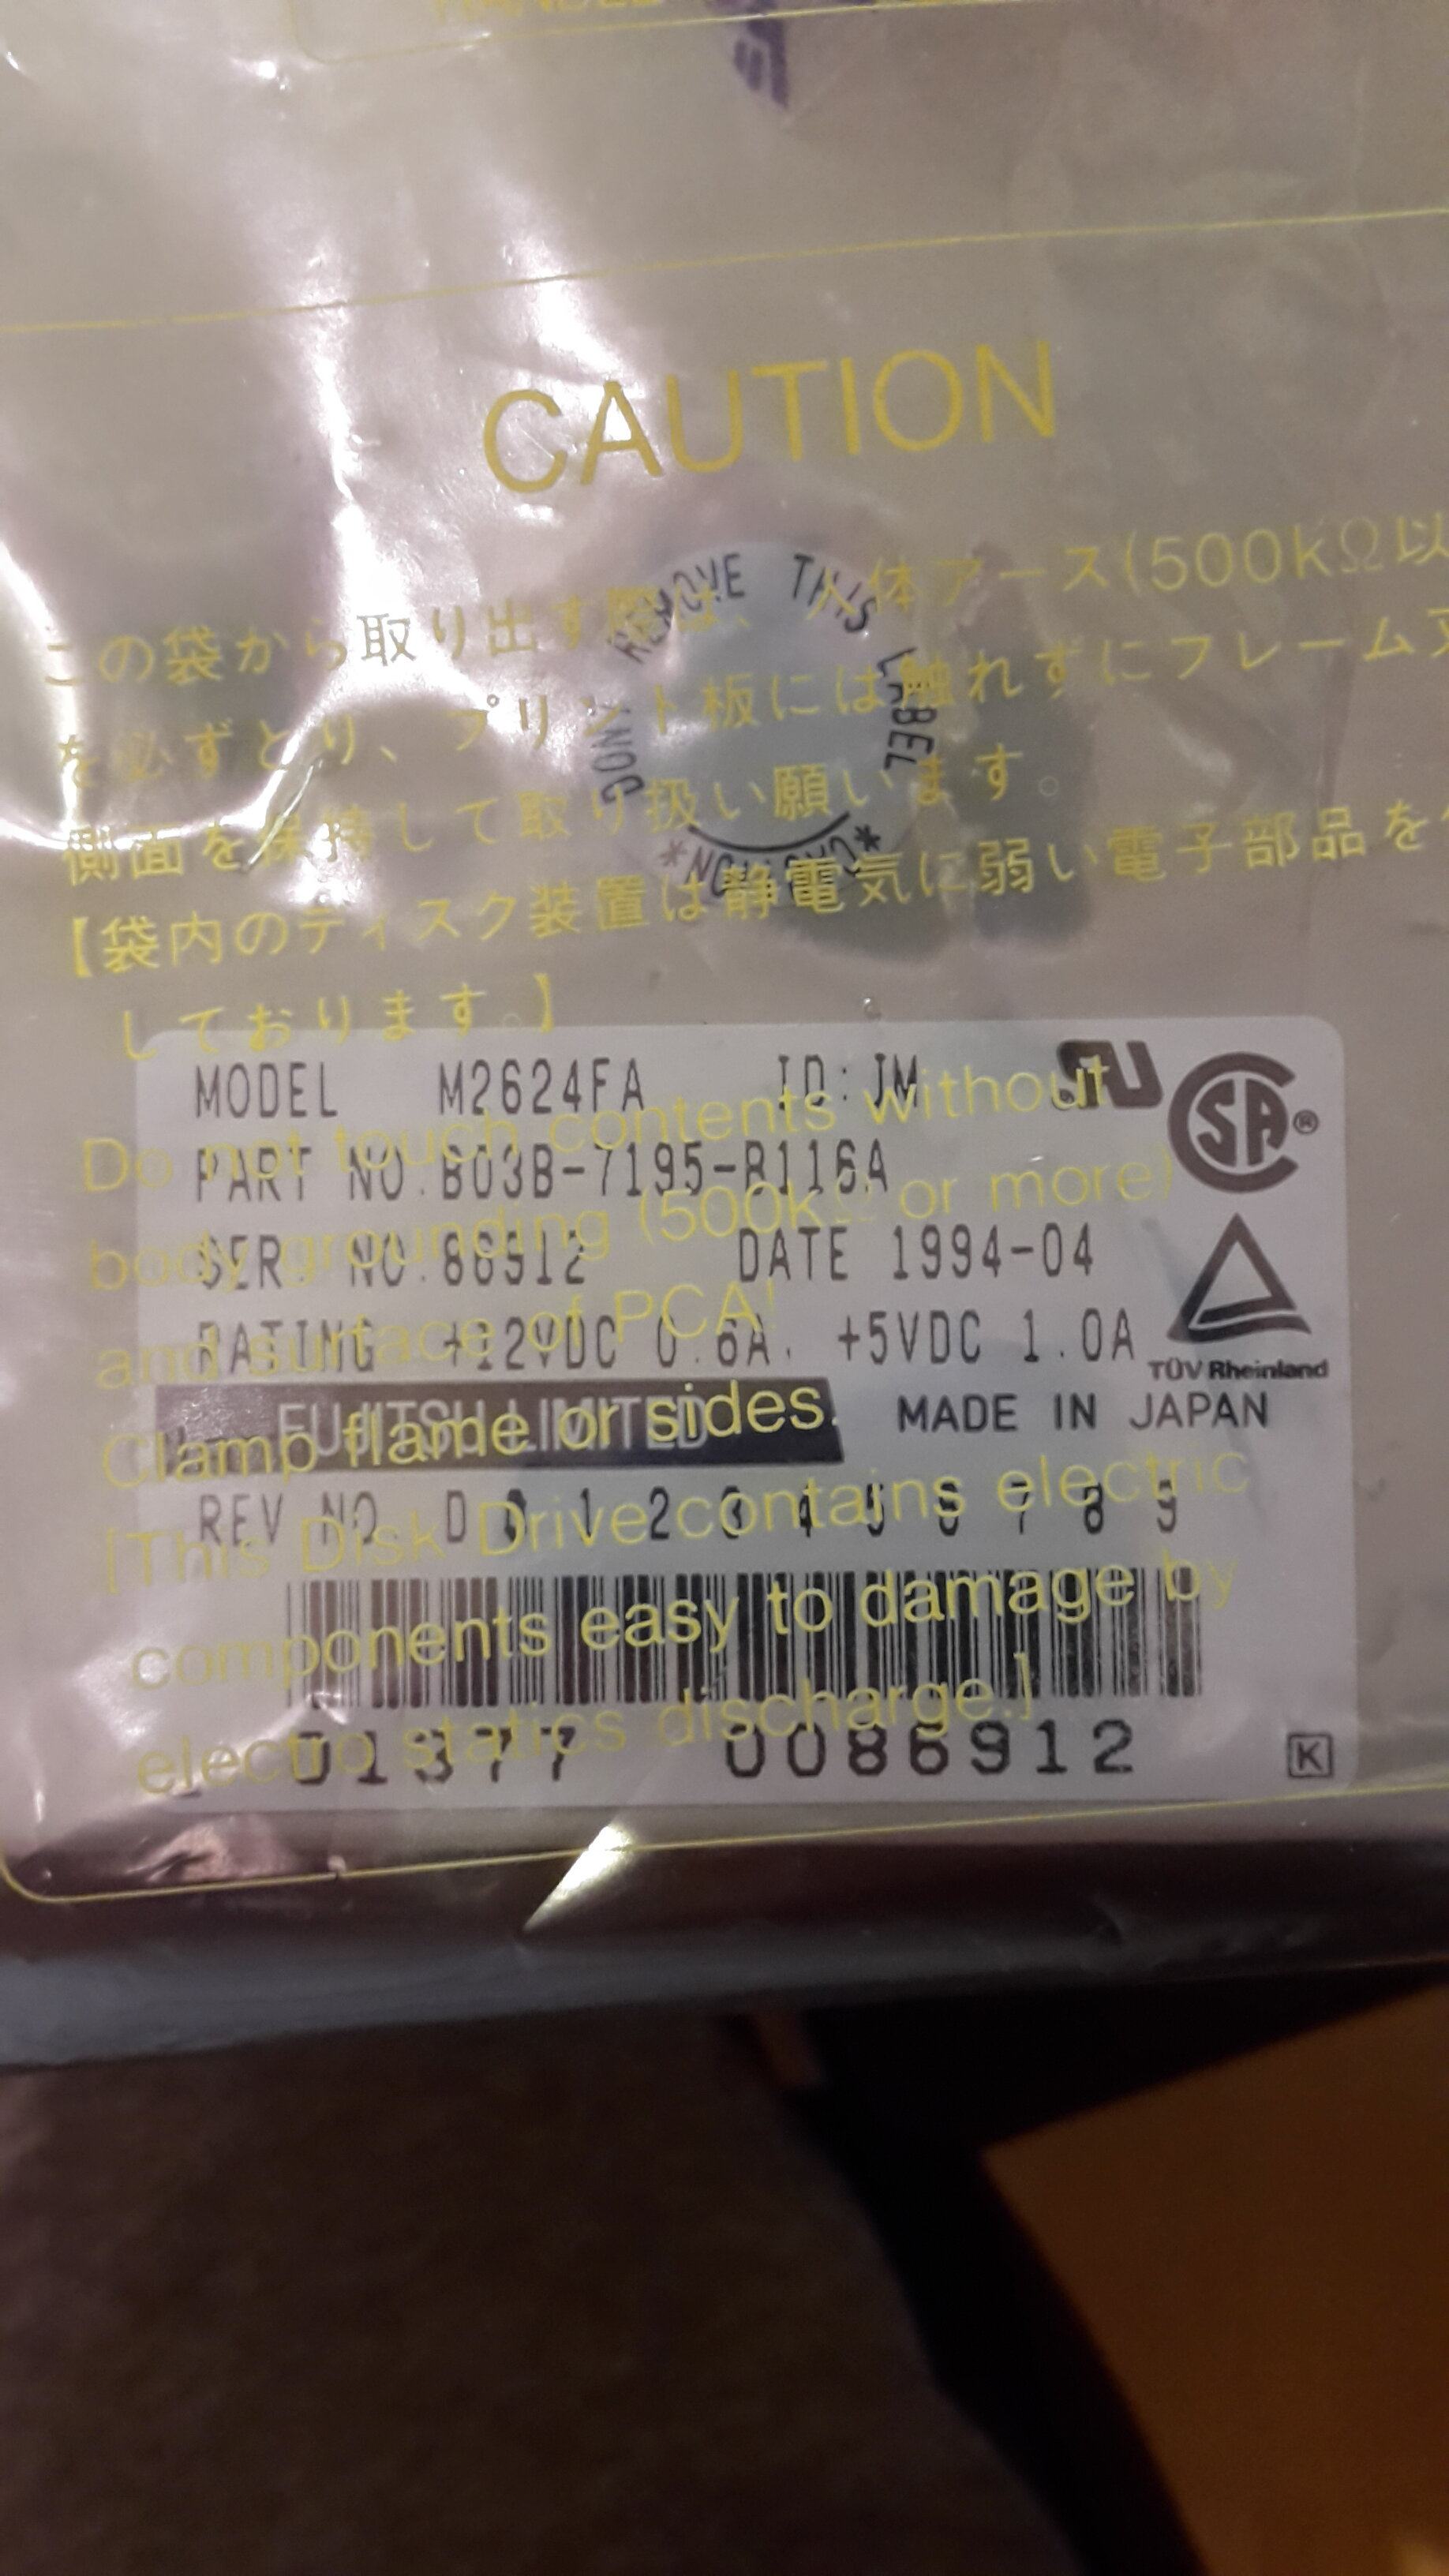 CAUTION
この袋から取り出す際は、人体アース(500kΩ以
を必ずとり、プリント板には触れずにフレーム又
側面を保持して取り扱い願います。
【袋内のディスク装置は静電気に弱い電子部品を
しております。】
DON'T REMOVE THIS LABEL
*CAUTION*
Do not touch contents without
body grounding (500kΩ or more)
and surface of PCA!
Clamp flame or sides.
[This Disk Drive contains electric
components easy to damage by
electro statics discharge.]
MODEL M2624FA ID:JM
PART NO.B03B-7195-B116A
SER. NO.86912 DATE 1994-04
RATING +12VDC 0.6A, +5VDC 1.0A
TÜV Rheinland
FUJITSU LIMITED MADE IN JAPAN
REV NO. 0 1 2 3 4 5 6 7 8 9
01377 0086912
K
SA®